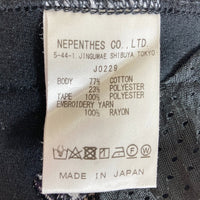 NEPENTHES CO., LTD.
5-44-1, JINGUMAE SHIBUYA TOKYO
J0229
BODY 77% COTTON
23% POLYESTER
TAPE 100% POLYESTER
EMBROIDERY YARN
100% RAYON
MADE IN JAPAN